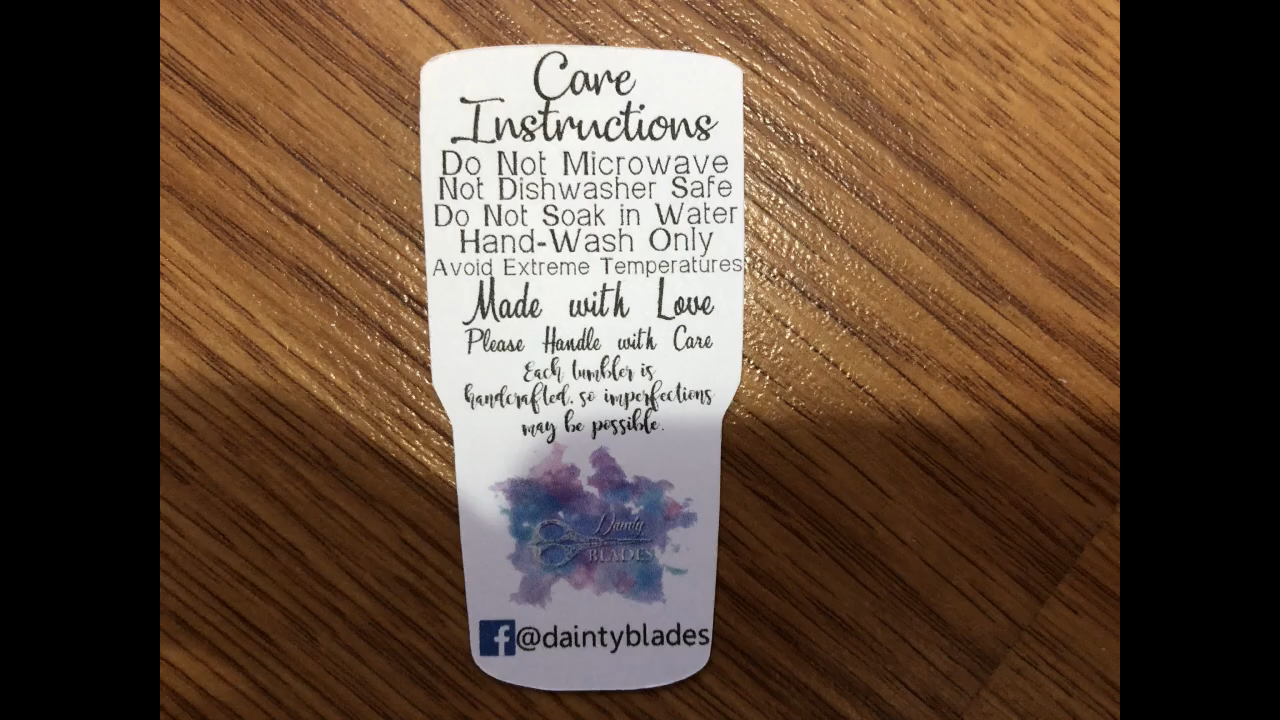 Care
Instructions
Do Not Microwave
Not Dishwasher Safe
Do Not Soak in Water
Hand-Wash Only
Avoid Extreme Temperatures
Made with Love
Please Handle with Care
Each tumbler is
handcrafted, so imperfections
may be possible.
Dainty
BLADES
f@daintyblades